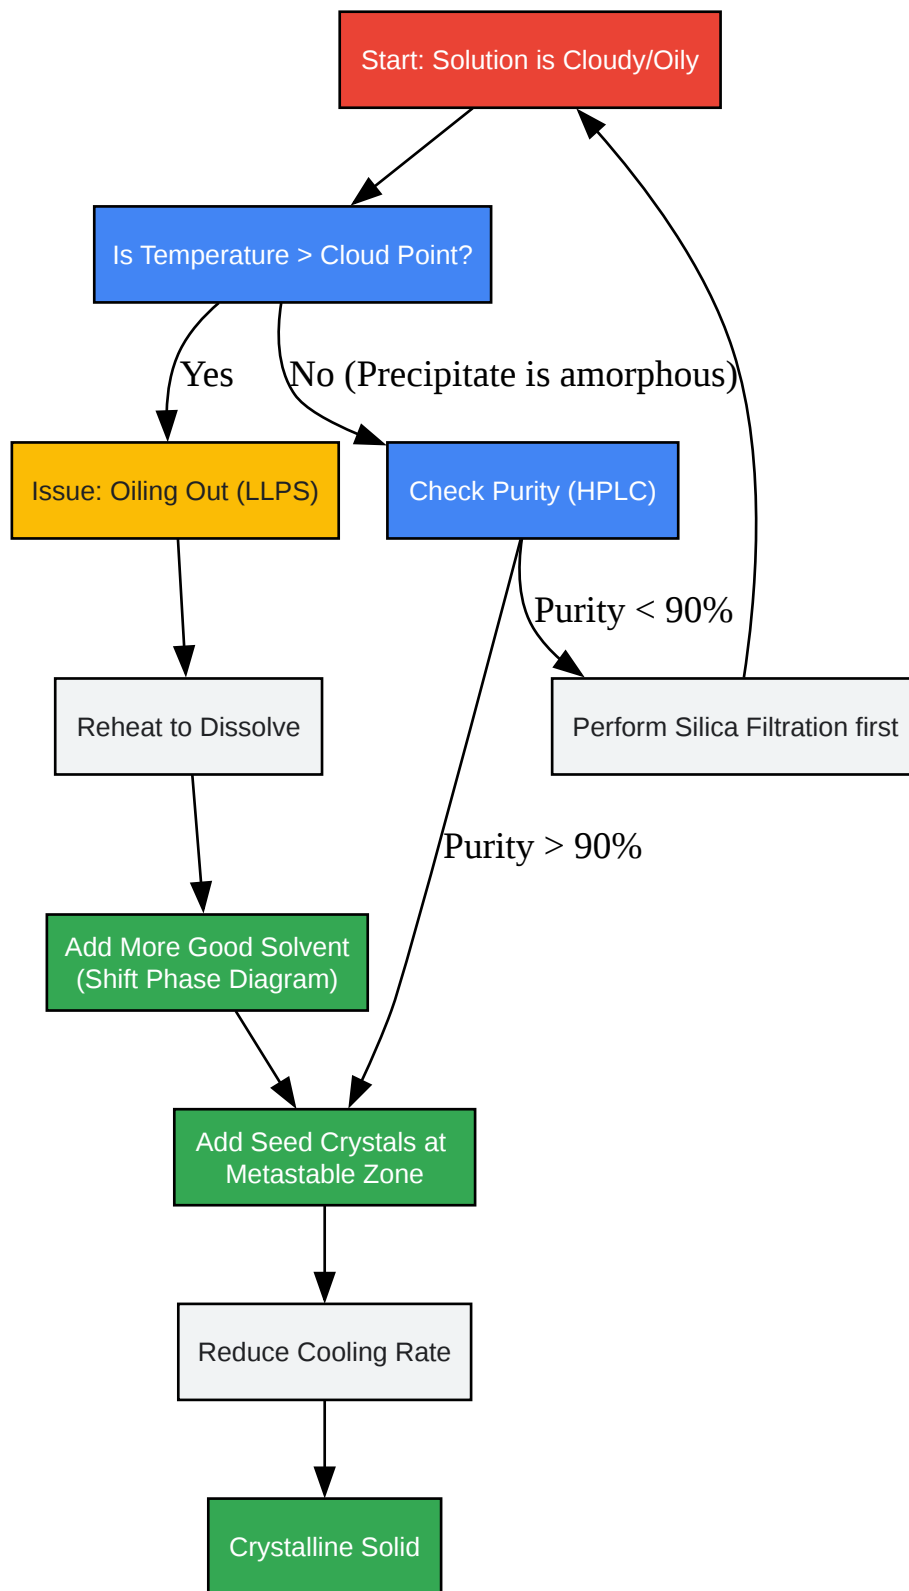 Start: Solution is Cloudy/Oily
Is Temperature > Cloud Point?
Yes
No (Precipitate is amorphous)
Issue: Oiling Out (LLPS)
Check Purity (HPLC)
Purity < 90%
Reheat to Dissolve
Perform Silica Filtration first
Purity > 90%
Add More Good Solvent
(Shift Phase Diagram)
Add Seed Crystals at
Metastable Zone
Reduce Cooling Rate
Crystalline Solid